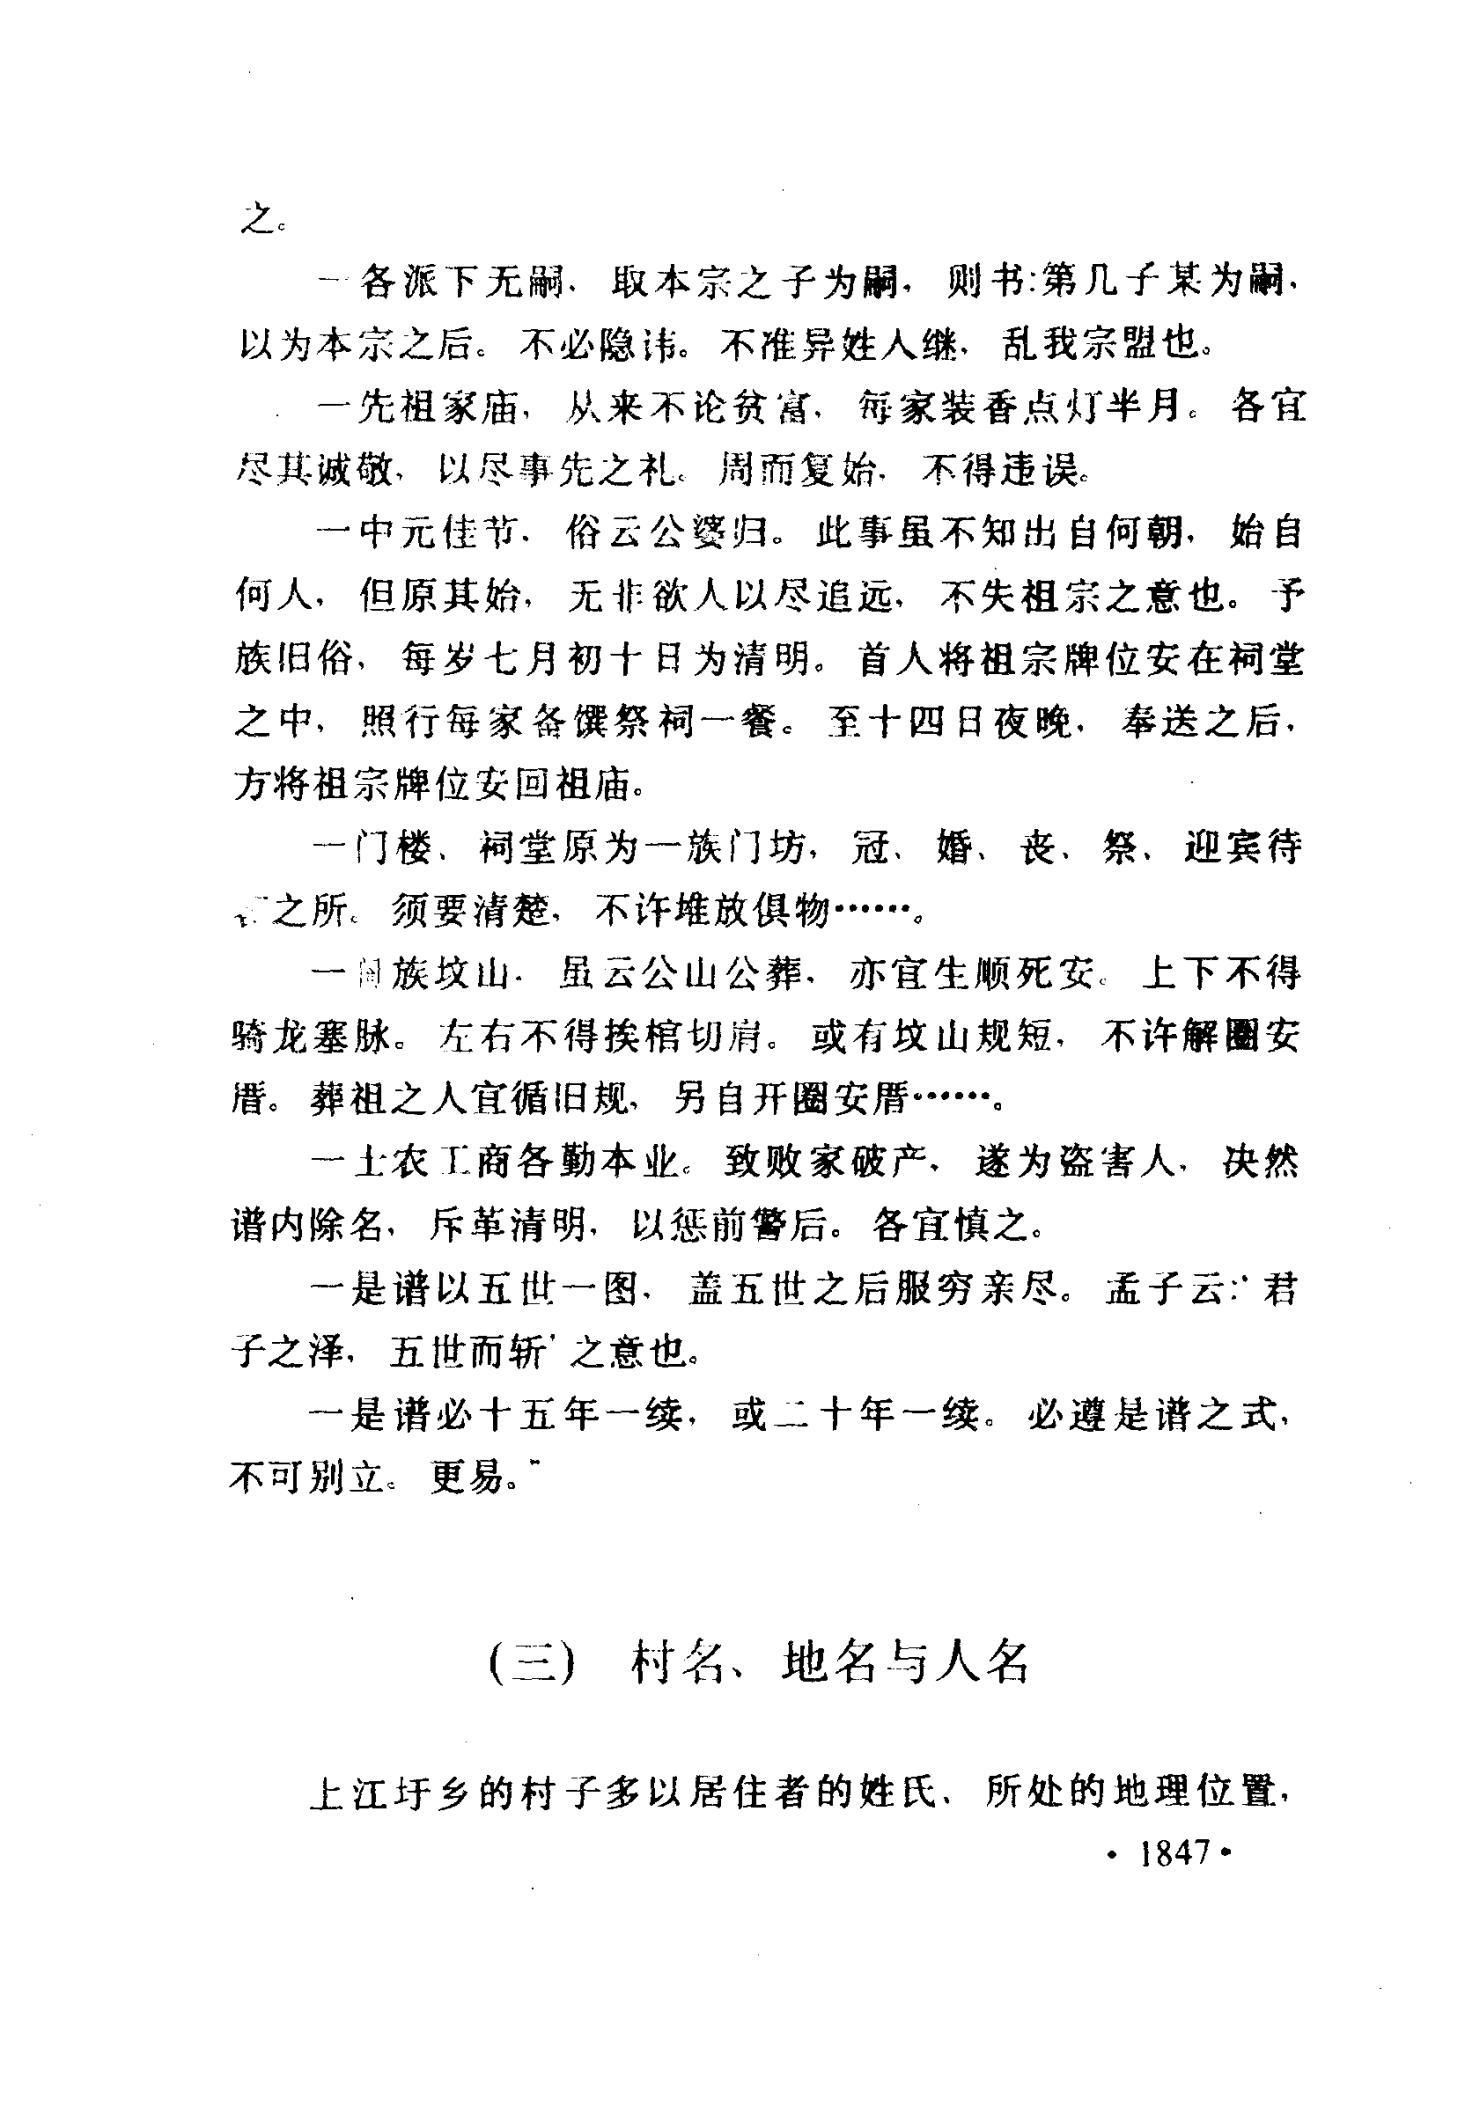 之。
一各派下无嗣，取本宗之子为嗣，则书:第几子某为嗣，
以为本宗之后。不必隐讳。不准异姓人继，乱我宗盟也。
一先祖家庙，从来不论贫富，每家装香点灯半月。各宜
尽其诚敬，以尽事先之礼。周而复始，不得违误。
一中元佳节，俗云公婆归。此事虽不知出自何朝，始自
何人，但原其始，无非欲人以尽追远，不失祖宗之意也。予
族旧俗，每岁七月初十日为清明。首人将祖宗牌位安在祠堂
之中，照行每家备馔祭祠一餐。至十四日夜晚，奉送之后，
方将祖宗牌位安回祖庙。
一门楼、祠堂原为一族门坊，冠、婚、丧、祭、迎宾待
之所。须要清楚，不许堆放俱物……。
一阖族坟山，虽云公山公葬，亦宜生顺死安。上下不得
骑龙塞脉。左右不得挨棺切肩。或有坟山规短，不许解圈安
厝。葬祖之人宜循旧规，另自开圈安厝……。
一士农工商各勤本业。致败家破产，遂为盗害人，决然
谱内除名，斥革清明，以惩前警后。各宜慎之。
一是谱以五世一图，盖五世之后服穷亲尽。孟子云:‘君
子之泽，五世而斩’之意也。
一是谱必十五年一续，或二十年一续。必遵是谱之式，
不可别立。更易。”
(三) 村名、地名与人名
上江圩乡的村子多以居住者的姓氏、所处的地理位置，
·1847·